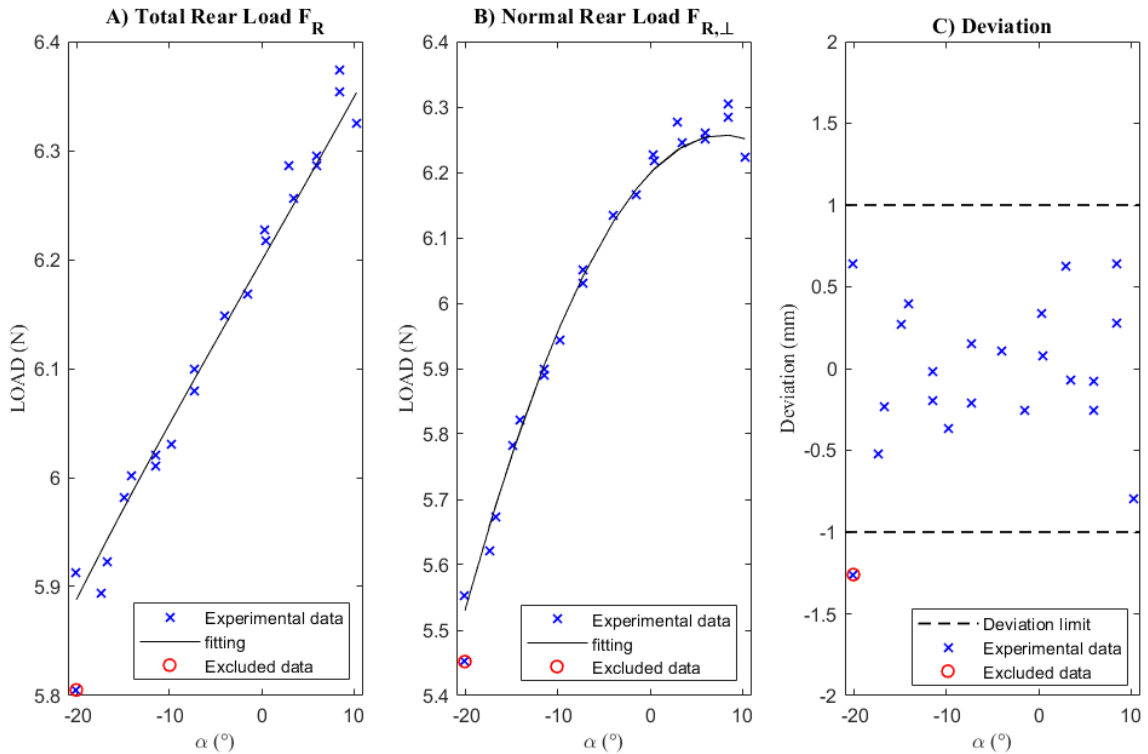 A) Total Rear Load F_R
6.4
6.3
6.2
6.1
6
5.9
5.8
LOAD (N)
-20
-10
0
10
α (°)
Experimental data
fitting
Excluded data
B) Normal Rear Load F_R,⊥
6.4
6.3
6.2
6.1
6
5.9
5.8
5.7
5.6
5.5
5.4
LOAD (N)
-20
-10
0
10
α (°)
Experimental data
fitting
Excluded data
C) Deviation
2
1.5
1
0.5
0
-0.5
-1
-1.5
-2
Deviation (mm)
-20
-10
0
10
α (°)
Deviation limit
Experimental data
Excluded data